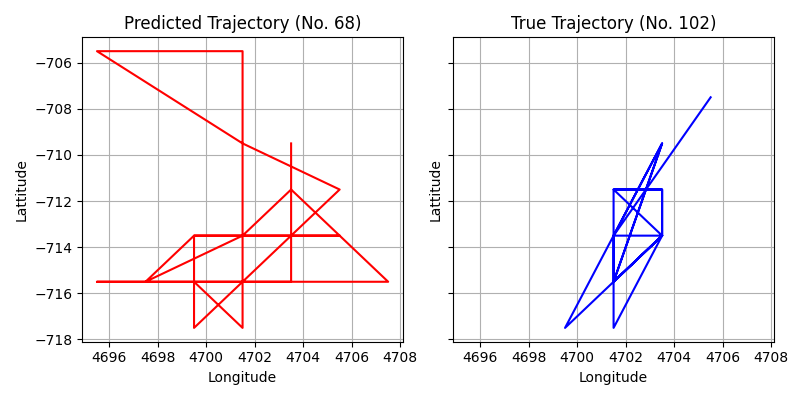 Predicted Trajectory (No. 68)
True Trajectory (No. 102)
−706
−708
−710
−712
−714
−716
−718
Lattitude
Lattitude
4696 4698 4700 4702 4704 4706 4708
4696 4698 4700 4702 4704 4706 4708
Longitude
Longitude